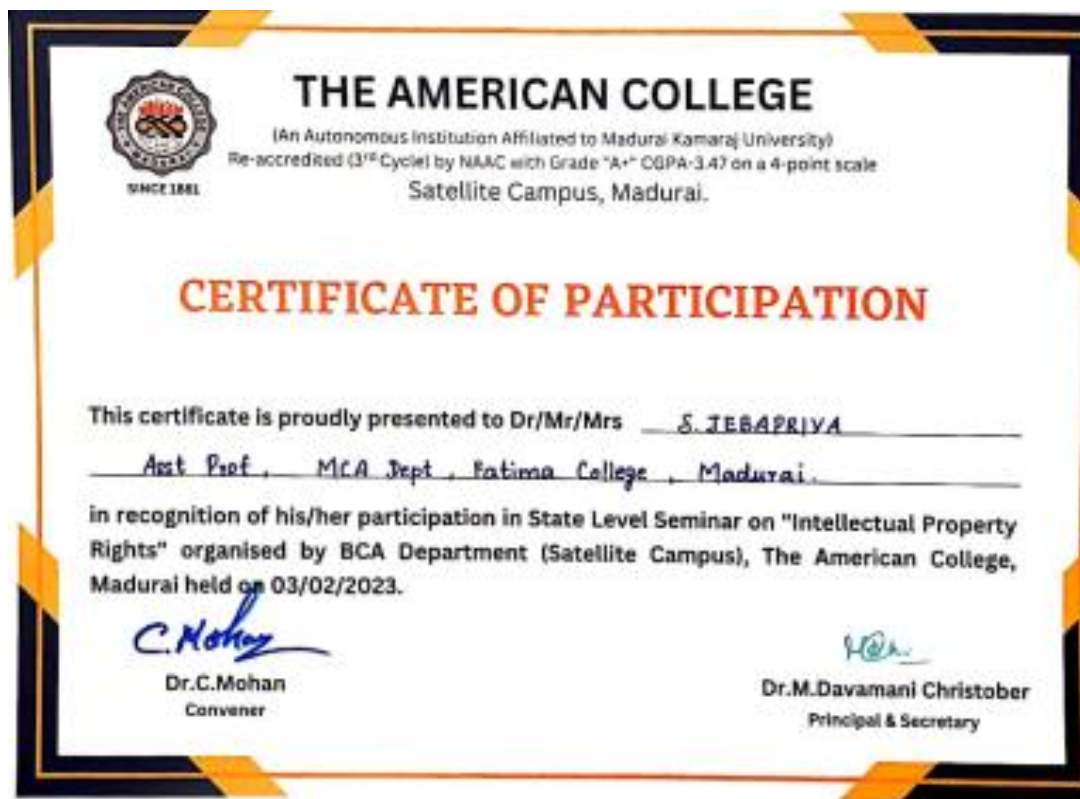 THE AMERICAN COLLEGE
(An Autonomous Institution Affiliated to Madurai Kamaraj University)
Re-accredited (3rd Cycle) by NAAC with Grade "A+" CGPA-3.47 on a 4-point scale
Satellite Campus, Madurai.
THE AMERICAN COLLEGE
MADURAI
SINCE 1881
CERTIFICATE OF PARTICIPATION
This certificate is proudly presented to Dr/Mr/Mrs S. JEBAPRIYA
Asst Prof, MCA Dept, Fatima College, Madurai.
in recognition of his/her participation in State Level Seminar on "Intellectual Property
Rights" organised by BCA Department (Satellite Campus), The American College,
Madurai held on 03/02/2023.
C. Mohan
Dr.C.Mohan
Convener
Dr.M.Davamani Christober
Principal & Secretary